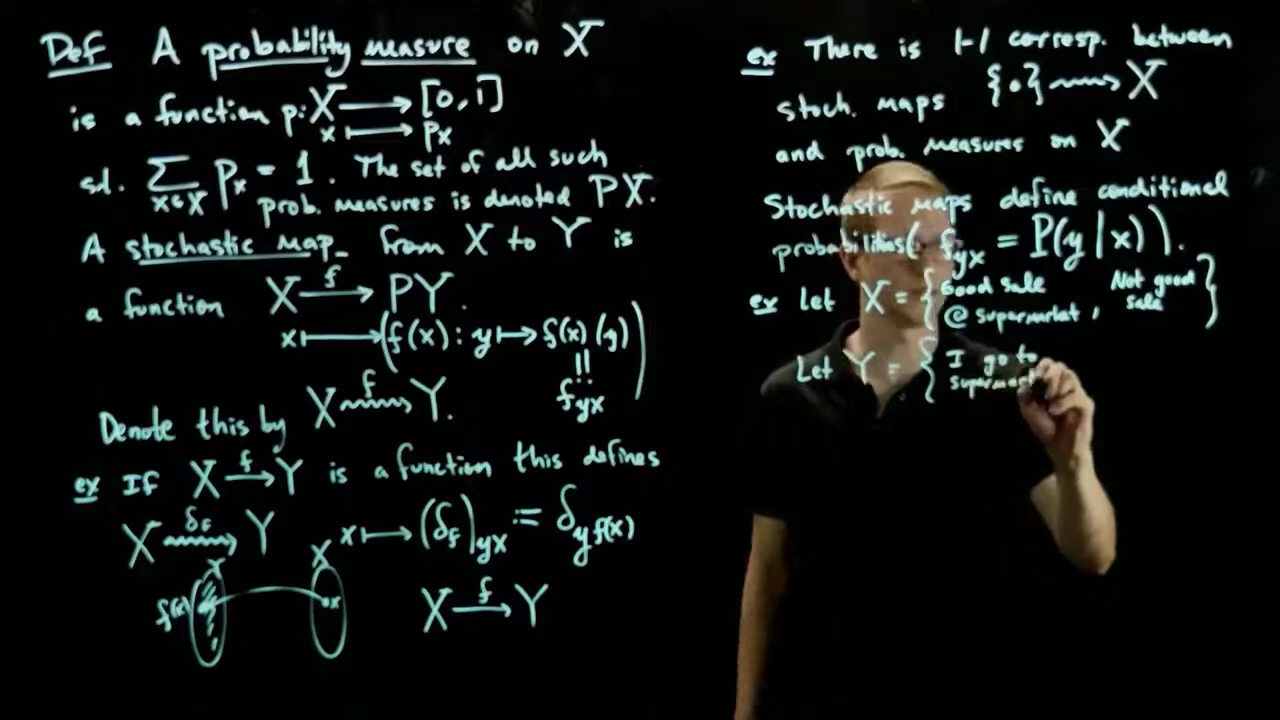 Def A probability measure on X
is a function p: X ⟶ [0,1]
x ⟼ Px
s.t. ∑ Px = 1. The set of all such
x∈X prob. measures is denoted PX.
A stochastic map from X to Y is
a function X —f→ PY.
x ⟼ (f(x): y ⟼ f(x)(y))
!!
fyx
Denote this by X ~f~> Y.
ex If X —f→ Y is a function this defines
X ~δf~> Y x ⟼ (δf)yx := δy f(x)
Y X
f(x) x X —f→ Y
ex There is 1-1 corresp. between
stoch. maps {•} ~~> X
and prob. measures on X
Stochastic maps define conditional
probabilities( fyx = P(y|x)).
ex Let X = { Good sale @ supermarket, Not good sale }
Let Y = { I go to